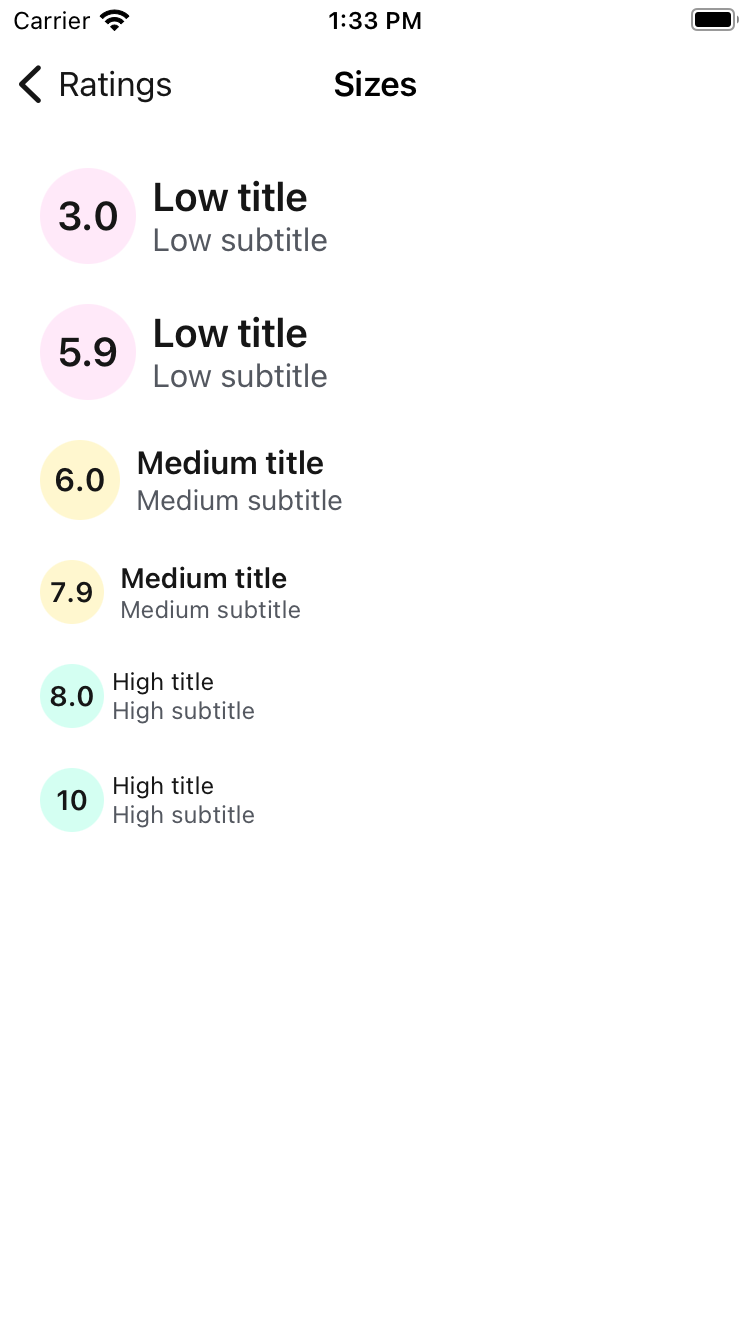 Carrier 1:33 PM
Ratings Sizes
3.0 Low title
Low subtitle
5.9 Low title
Low subtitle
6.0 Medium title
Medium subtitle
7.9 Medium title
Medium subtitle
8.0 High title
High subtitle
10 High title
High subtitle